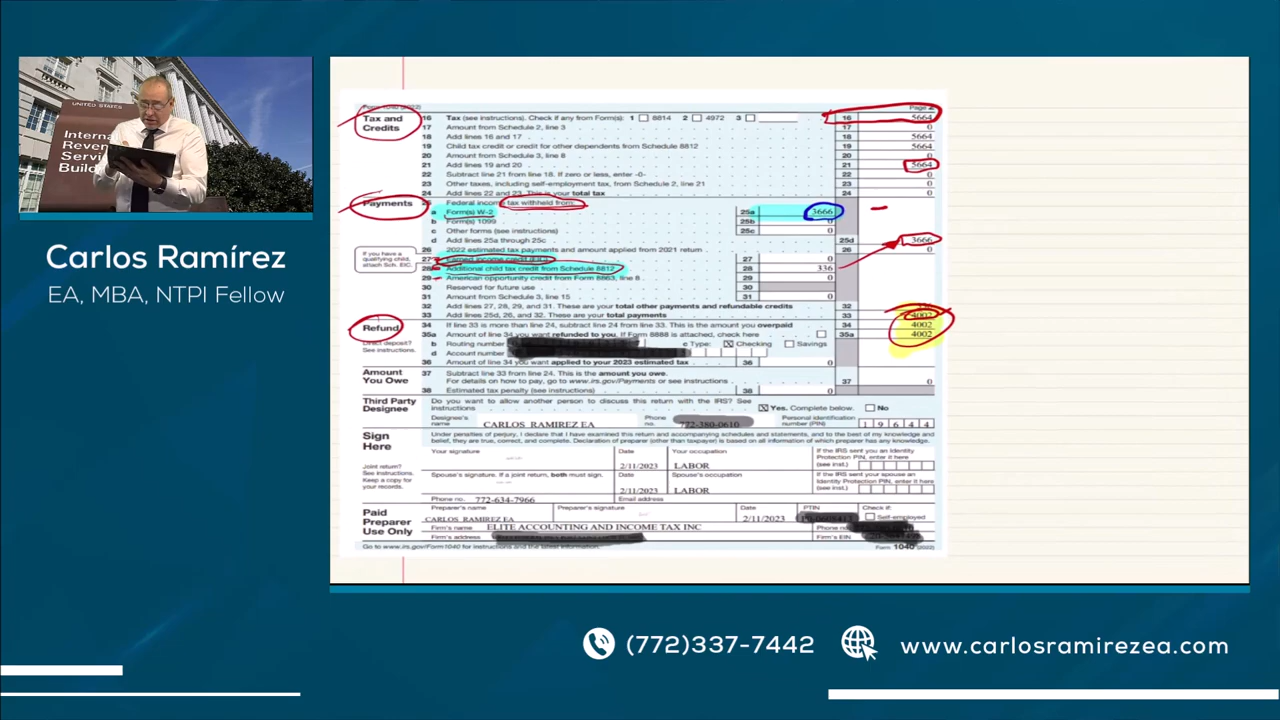 UNITED STATES
Carlos Ramírez
EA, MBA, NTPI Fellow
Form 1040 (2022) Page 2
Tax and Credits
16 Tax (see instructions). Check if any from Form(s): 1 8814 2 4972 3 16 5664
17 Amount from Schedule 2, line 3 17 0
18 Add lines 16 and 17 18 5664
19 Child tax credit or credit for other dependents from Schedule 8812 19 5664
20 Amount from Schedule 3, line 8 20 0
21 Add lines 19 and 20 21 5664
22 Subtract line 21 from line 18. If zero or less, enter -0- 22 0
23 Other taxes, including self-employment tax, from Schedule 2, line 21 23 0
24 Add lines 22 and 23. This is your total tax 24 0
Payments
25 Federal income tax withheld from:
a Form(s) W-2 25a 3666
b Form(s) 1099 25b 0
c Other forms (see instructions) 25c 0
d Add lines 25a through 25c 25d 3666
If you have a qualifying child, attach Sch. EIC.
26 2022 estimated tax payments and amount applied from 2021 return 26 0
27 Earned income credit 27 0
28 Additional child tax credit from Schedule 8812 28 336
29 American opportunity credit from Form 8863, line 8 29 0
30 Reserved for future use 30
31 Amount from Schedule 3, line 15 31 0
32 Add lines 27, 28, 29, and 31. These are your total other payments and refundable credits 32
33 Add lines 25d, 26, and 32. These are your total payments 33 4002
Refund
34 If line 33 is more than line 24, subtract line 24 from line 33. This is the amount you overpaid 34 4002
35a Amount of line 34 you want refunded to you. If Form 8888 is attached, check here 35a 4002
Direct deposit? See instructions.
b Routing number c Type: Checking Savings
d Account number
36 Amount of line 34 you want applied to your 2023 estimated tax 36 0
Amount You Owe
37 Subtract line 33 from line 24. This is the amount you owe.
For details on how to pay, go to www.irs.gov/Payments or see instructions 37 0
38 Estimated tax penalty (see instructions) 38 0
Third Party Designee
Do you want to allow another person to discuss this return with the IRS? See
instructions Yes. Complete below. No
Designee's name CARLOS RAMIREZ EA Phone no. 772-380-0610 Personal identification number (PIN) 1 9 6 4 4
Sign Here
Under penalties of perjury, I declare that I have examined this return and accompanying schedules and statements, and to the best of my knowledge and
belief, they are true, correct, and complete. Declaration of preparer (other than taxpayer) is based on all information of which preparer has any knowledge.
Joint return? See instructions. Keep a copy for your records.
Your signature Date Your occupation If the IRS sent you an Identity Protection PIN, enter it here (see inst.)
2/11/2023 LABOR
Spouse's signature. If a joint return, both must sign. Date Spouse's occupation If the IRS sent your spouse an Identity Protection PIN, enter it here (see inst.)
2/11/2023 LABOR
Phone no. 772-634-7966 Email address
Paid Preparer Use Only
Preparer's name Preparer's signature Date PTIN Check if:
CARLOS RAMIREZ EA 2/11/2023 Self-employed
Firm's name ELITE ACCOUNTING AND INCOME TAX INC Phone no.
Firm's address Firm's EIN
Go to www.irs.gov/Form1040 for instructions and the latest information. Form 1040 (2022)
(772)337-7442
www.carlosramirezea.com